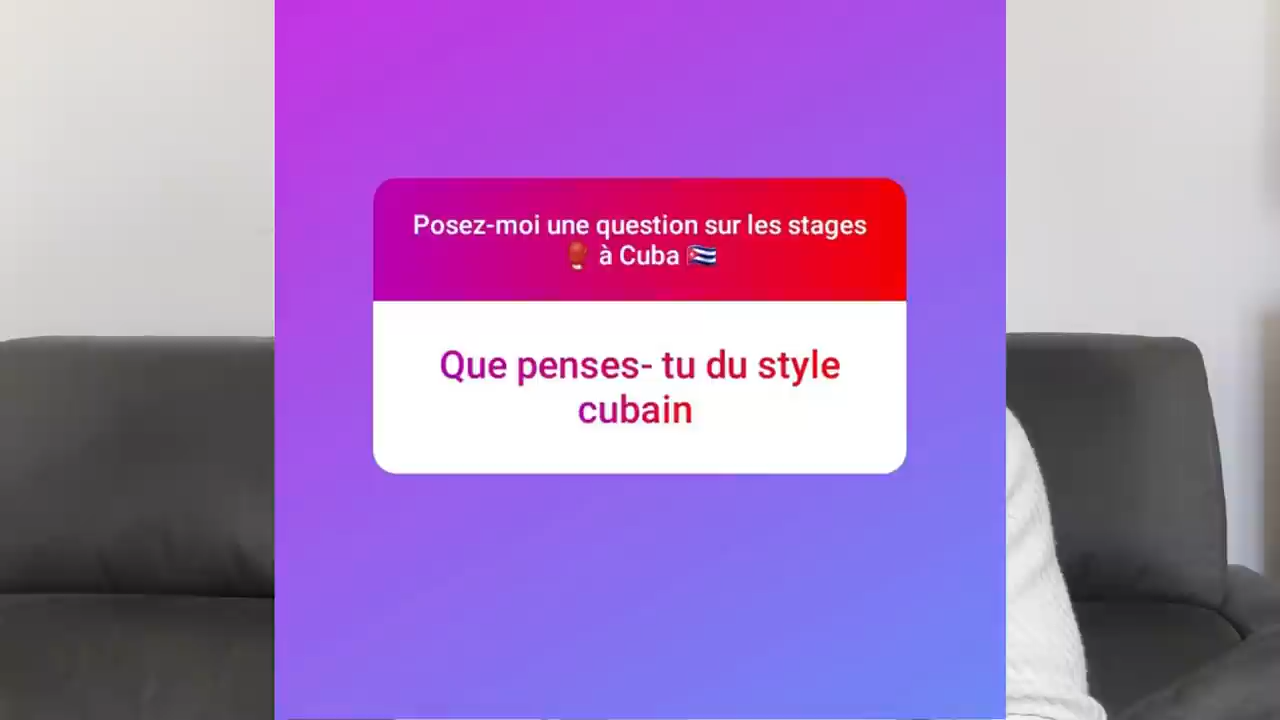 Posez-moi une question sur les stages
🥊 à Cuba 🇨🇺
Que penses- tu du style
cubain